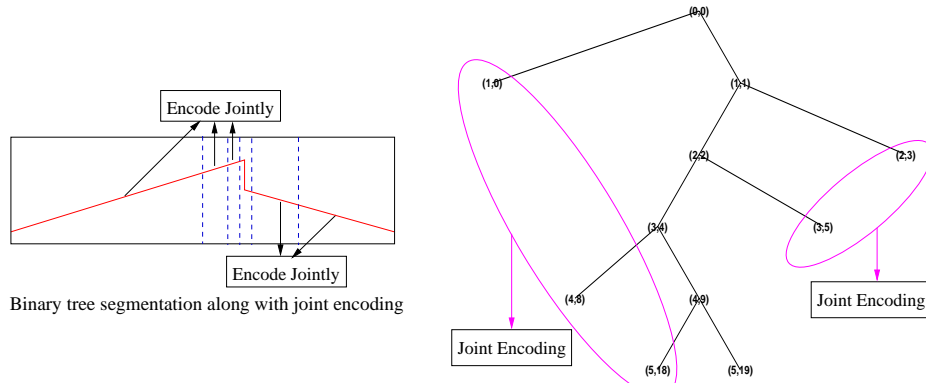 Encode Jointly
Encode Jointly
Binary tree segmentation along with joint encoding
(0;0)
(1;0)
(1;1)
(2;2)
(2;3)
(3;4)
(3;5)
(4;8)
(4;9)
(5,18)
(5,19)
Joint Encoding
Joint Encoding